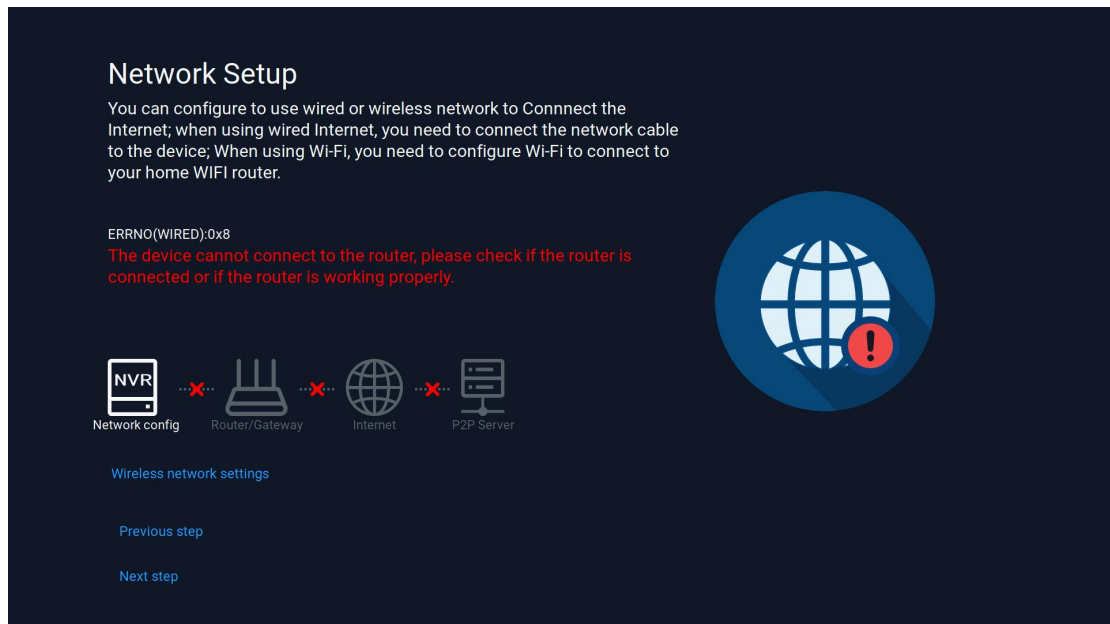 Network Setup
You can configure to use wired or wireless network to Connnect the
Internet; when using wired Internet, you need to connect the network cable
to the device; When using Wi-Fi, you need to configure Wi-Fi to connect to
your home WIFI router.
ERRNO(WIRED):0x8
The device cannot connect to the router, please check if the router is
connected or if the router is working properly.
NVR
Network config Router/Gateway Internet P2P Server
Wireless network settings
Previous step
Next step